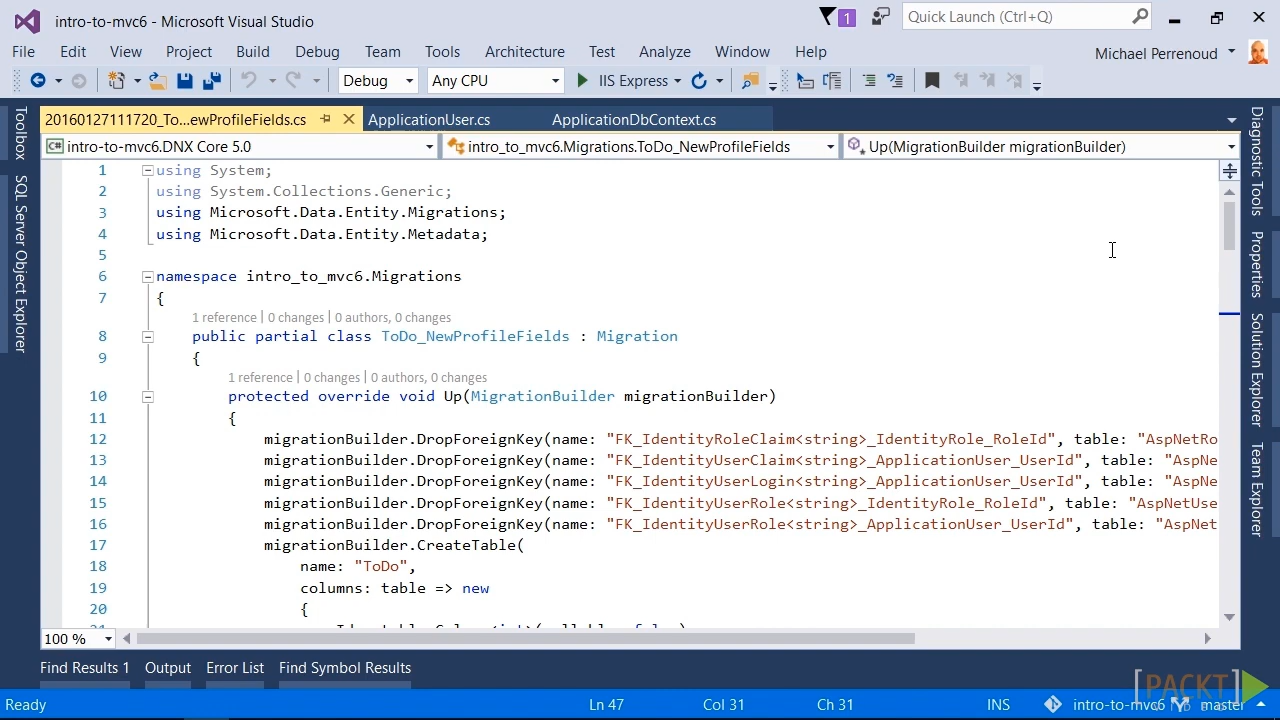 intro-to-mvc6 - Microsoft Visual Studio
1
Quick Launch (Ctrl+Q)
File Edit View Project Build Debug Team Tools Architecture Test Analyze Window Help
Michael Perrenoud
Debug Any CPU IIS Express
20160127111720_To...ewProfileFields.cs ApplicationUser.cs ApplicationDbContext.cs
intro-to-mvc6.DNX Core 5.0 intro_to_mvc6.Migrations.ToDo_NewProfileFields Up(MigrationBuilder migrationBuilder)
Toolbox
SQL Server Object Explorer
1 using System;
2 using System.Collections.Generic;
3 using Microsoft.Data.Entity.Migrations;
4 using Microsoft.Data.Entity.Metadata;
5
6 namespace intro_to_mvc6.Migrations
7 {
1 reference | 0 changes | 0 authors, 0 changes
8 public partial class ToDo_NewProfileFields : Migration
9 {
1 reference | 0 changes | 0 authors, 0 changes
10 protected override void Up(MigrationBuilder migrationBuilder)
11 {
12 migrationBuilder.DropForeignKey(name: "FK_IdentityRoleClaim<string>_IdentityRole_RoleId", table: "AspNetRo
13 migrationBuilder.DropForeignKey(name: "FK_IdentityUserClaim<string>_ApplicationUser_UserId", table: "AspNe
14 migrationBuilder.DropForeignKey(name: "FK_IdentityUserLogin<string>_ApplicationUser_UserId", table: "AspNe
15 migrationBuilder.DropForeignKey(name: "FK_IdentityUserRole<string>_IdentityRole_RoleId", table: "AspNetUse
16 migrationBuilder.DropForeignKey(name: "FK_IdentityUserRole<string>_ApplicationUser_UserId", table: "AspNet
17 migrationBuilder.CreateTable(
18 name: "ToDo",
19 columns: table => new
20 {
Diagnostic Tools
Properties
Solution Explorer
Team Explorer
100 %
Find Results 1 Output Error List Find Symbol Results
PACKT
Ready Ln 47 Col 31 Ch 31 INS intro-to-mvc6 master